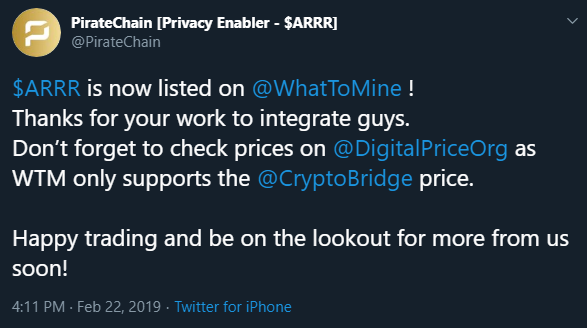 PirateChain [Privacy Enabler - $ARRR]
@PirateChain
$ARRR is now listed on @WhatToMine !
Thanks for your work to integrate guys.
Don't forget to check prices on @DigitalPriceOrg as
WTM only supports the @CryptoBridge price.
Happy trading and be on the lookout for more from us
soon!
4:11 PM · Feb 22, 2019 · Twitter for iPhone